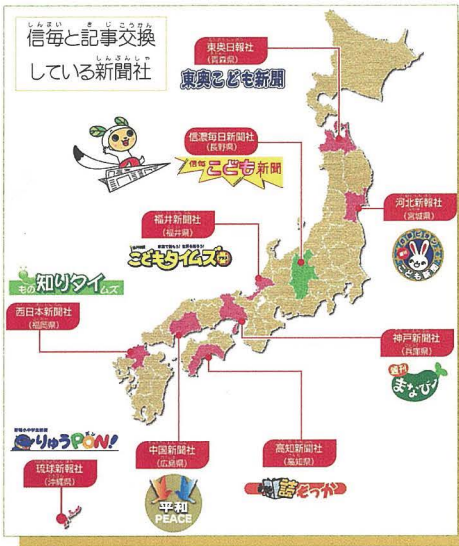 信毎と記事交換
している新聞社
東奥日報社
(青森県)
東奥こども新聞
信濃毎日新聞社
(長野県)
信毎こども新聞
河北新報社
(宮城県)
こども新聞
福井新聞社
(福井県)
こどもタイムズ
もの知りタイムズ
西日本新聞社
(福岡県)
神戸新聞社
(兵庫県)
週刊
まなび!
りゅうPON!
琉球新報社
(沖縄県)
中国新聞社
(広島県)
平和
PEACE
高知新聞社
(高知県)
読もっか